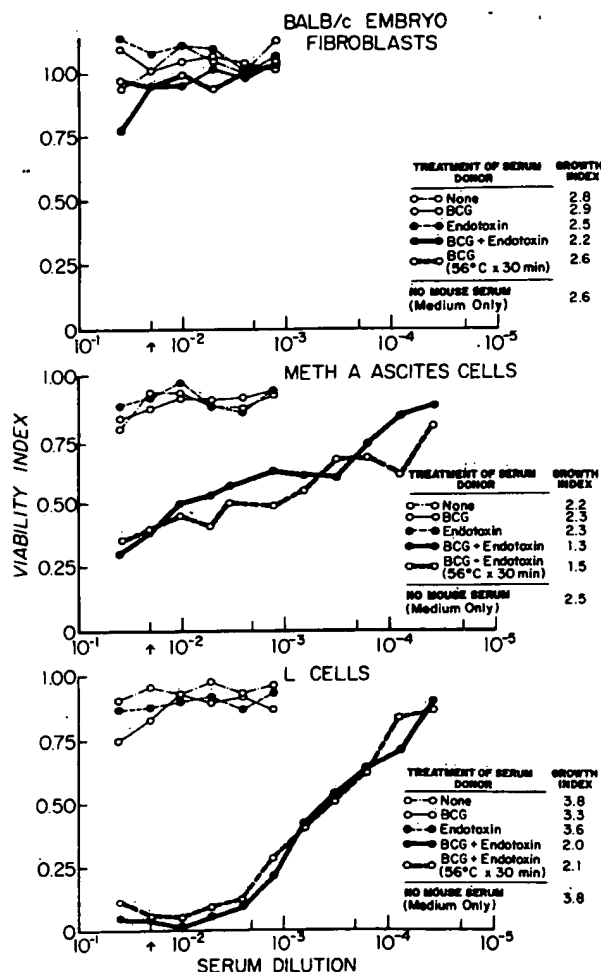 BALB/c EMBRYO
FIBROBLASTS
1.00
0.75
0.50
0.25
0
10⁻¹ ↑ 10⁻² 10⁻³ 10⁻⁴ 10⁻⁵
TREATMENT OF SERUM DONOR GROWTH INDEX
None 2.8
BCG 2.9
Endotoxin 2.5
BCG + Endotoxin 2.2
BCG (56°C x 30 min) 2.6
NO MOUSE SERUM (Medium Only) 2.6
METH A ASCITES CELLS
VIABILITY INDEX
1.00
0.75
0.50
0.25
0
10⁻¹ ↑ 10⁻² 10⁻³ 10⁻⁴ 10⁻⁵
TREATMENT OF SERUM DONOR GROWTH INDEX
None 2.2
BCG 2.3
Endotoxin 2.3
BCG + Endotoxin 1.3
BCG + Endotoxin (56°C x 30 min) 1.5
NO MOUSE SERUM (Medium Only) 2.5
L CELLS
1.00
0.75
0.50
0.25
0
10⁻¹ ↑ 10⁻² 10⁻³ 10⁻⁴ 10⁻⁵
TREATMENT OF SERUM DONOR GROWTH INDEX
None 3.8
BCG 3.3
Endotoxin 3.6
BCG + Endotoxin 2.0
BCG + Endotoxin (56°C x 30 min) 2.1
NO MOUSE SERUM (Medium Only) 3.8
SERUM DILUTION